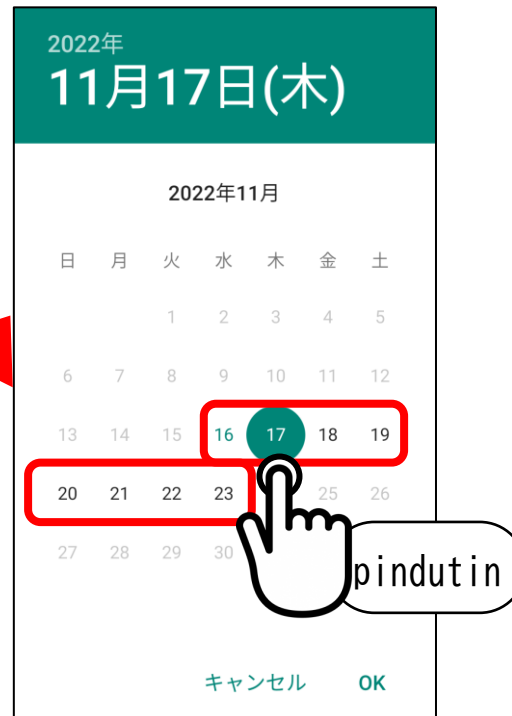 2022年
11月17日(木)
2022年11月
日 月 火 水 木 金 土
1 2 3 4 5
6 7 8 9 10 11 12
13 14 15 16 17 18 19
20 21 22 23 25 26
27 28 29 30
pindutin
キャンセル OK